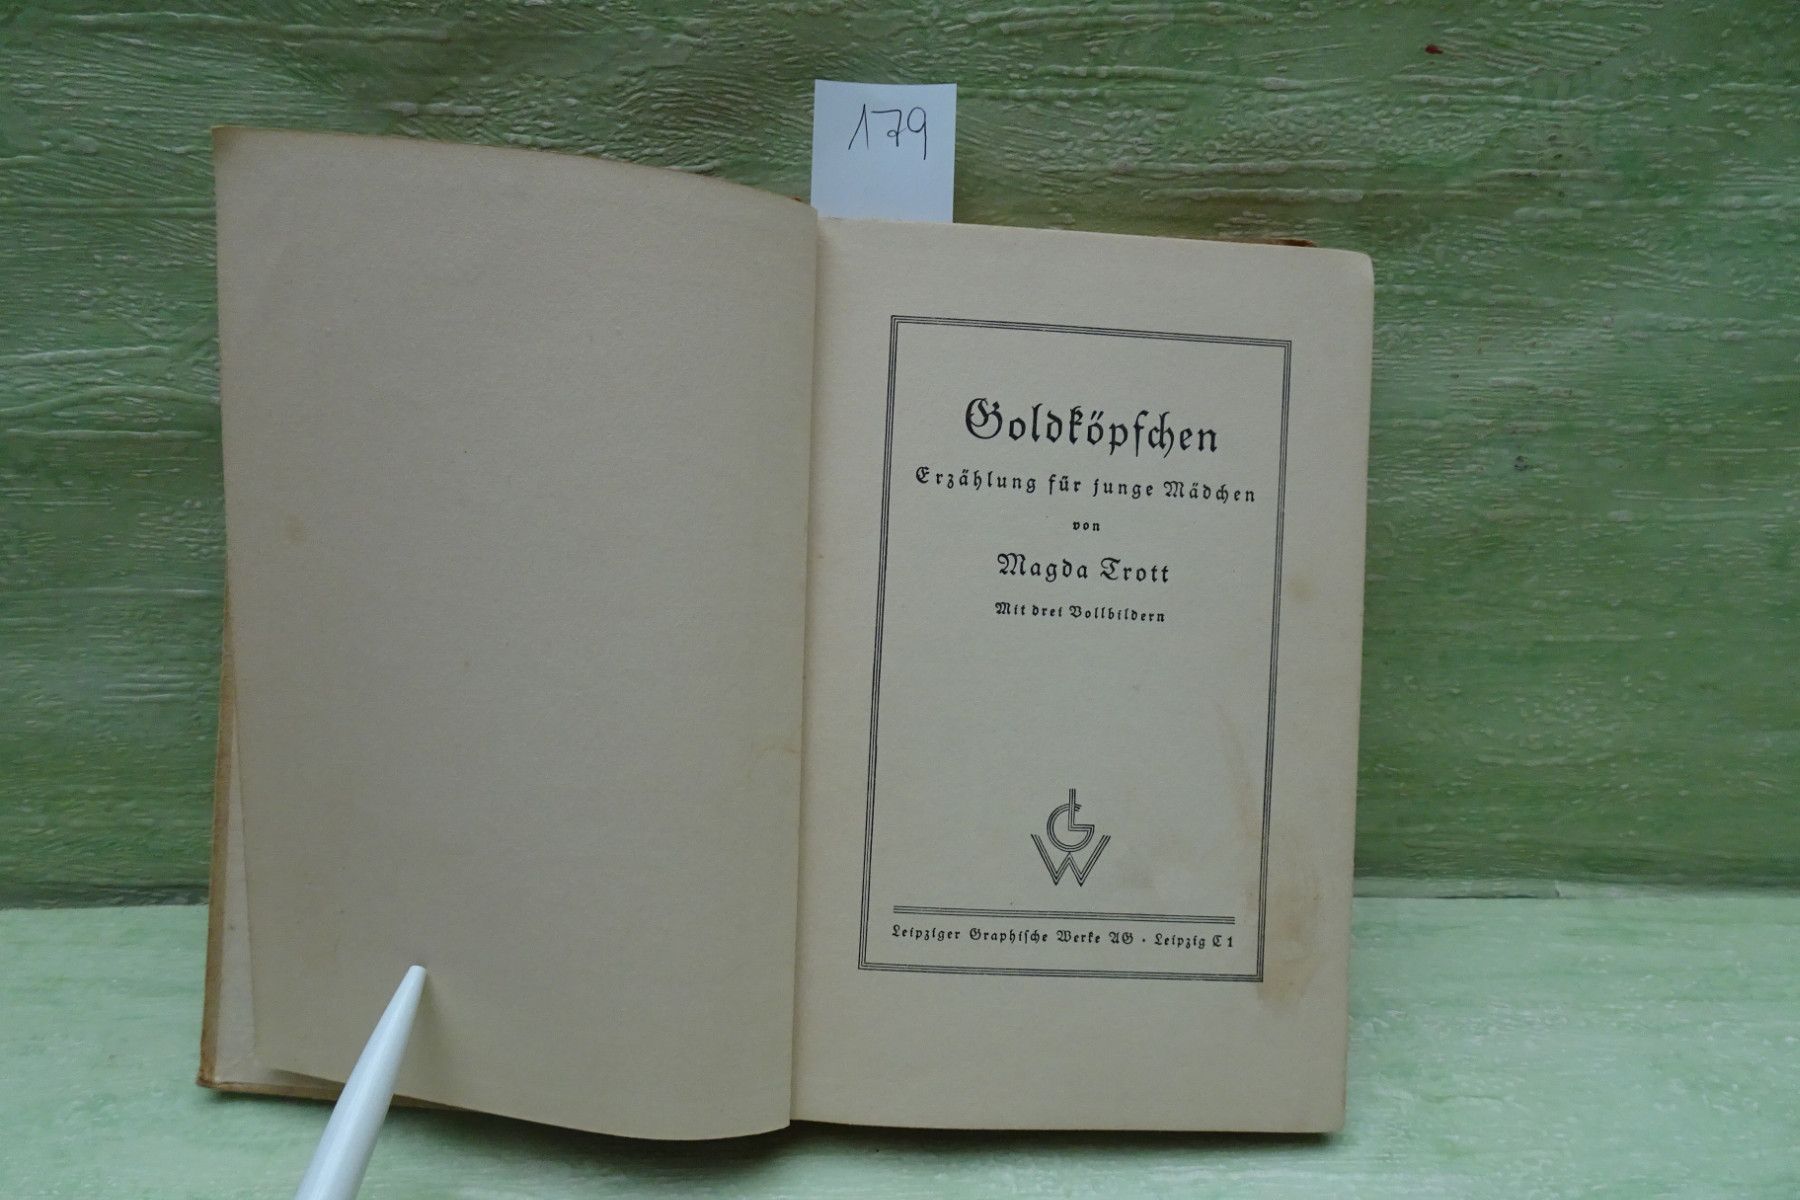 179
Goldköpfchen
Erzählung für junge Mädchen
von
Magda Trott
Mit drei Vollbildern
LGW
Leipziger Graphische Werke AG · Leipzig C 1